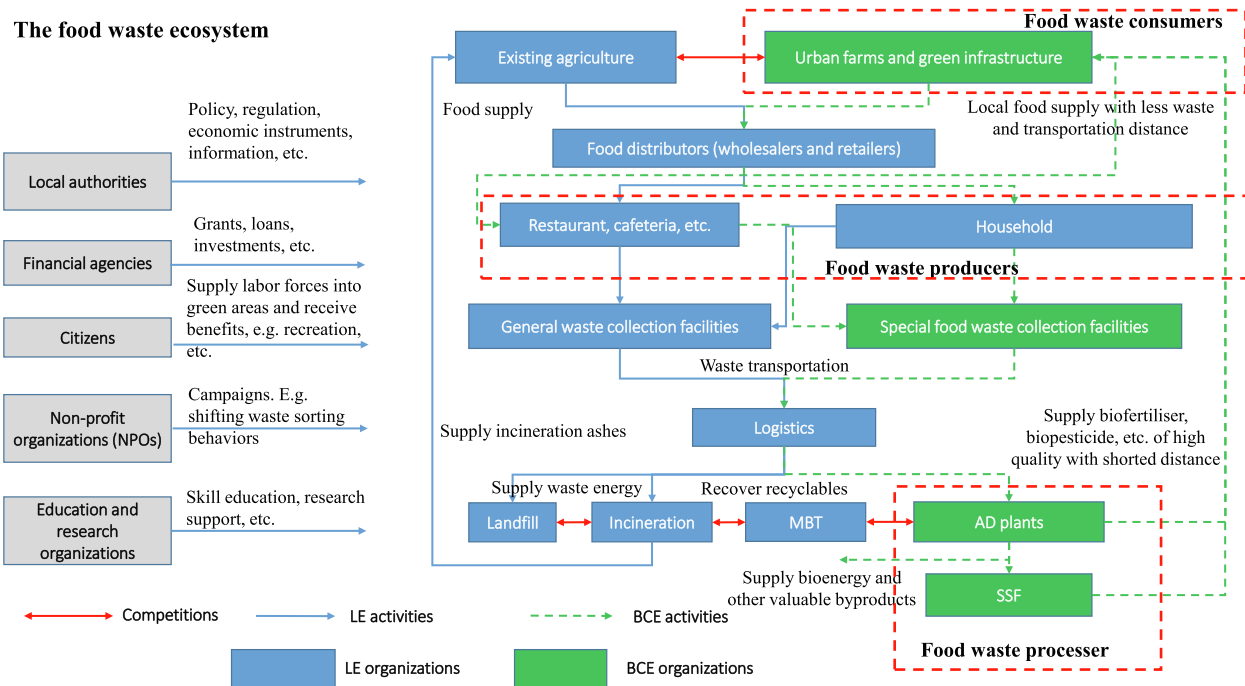 The food waste ecosystem
Policy, regulation,
economic instruments,
information, etc.
Local authorities
Grants, loans,
investments, etc.
Financial agencies
Supply labor forces into
green areas and receive
benefits, e.g. recreation,
etc.
Citizens
Campaigns. E.g.
shifting waste sorting
behaviors
Non-profit
organizations (NPOs)
Skill education, research
support, etc.
Education and
research
organizations
Food waste consumers
Existing agriculture
Urban farms and green infrastructure
Food supply
Local food supply with less waste
and transportation distance
Food distributors (wholesalers and retailers)
Restaurant, cafeteria, etc.
Household
Food waste producers
General waste collection facilities
Special food waste collection facilities
Waste transportation
Logistics
Supply incineration ashes
Supply biofertiliser,
biopesticide, etc. of high
quality with shorted distance
Supply waste energy
Recover recyclables
Landfill
Incineration
MBT
AD plants
Supply bioenergy and
other valuable byproducts
SSF
Food waste processer
Competitions
LE activities
BCE activities
LE organizations
BCE organizations